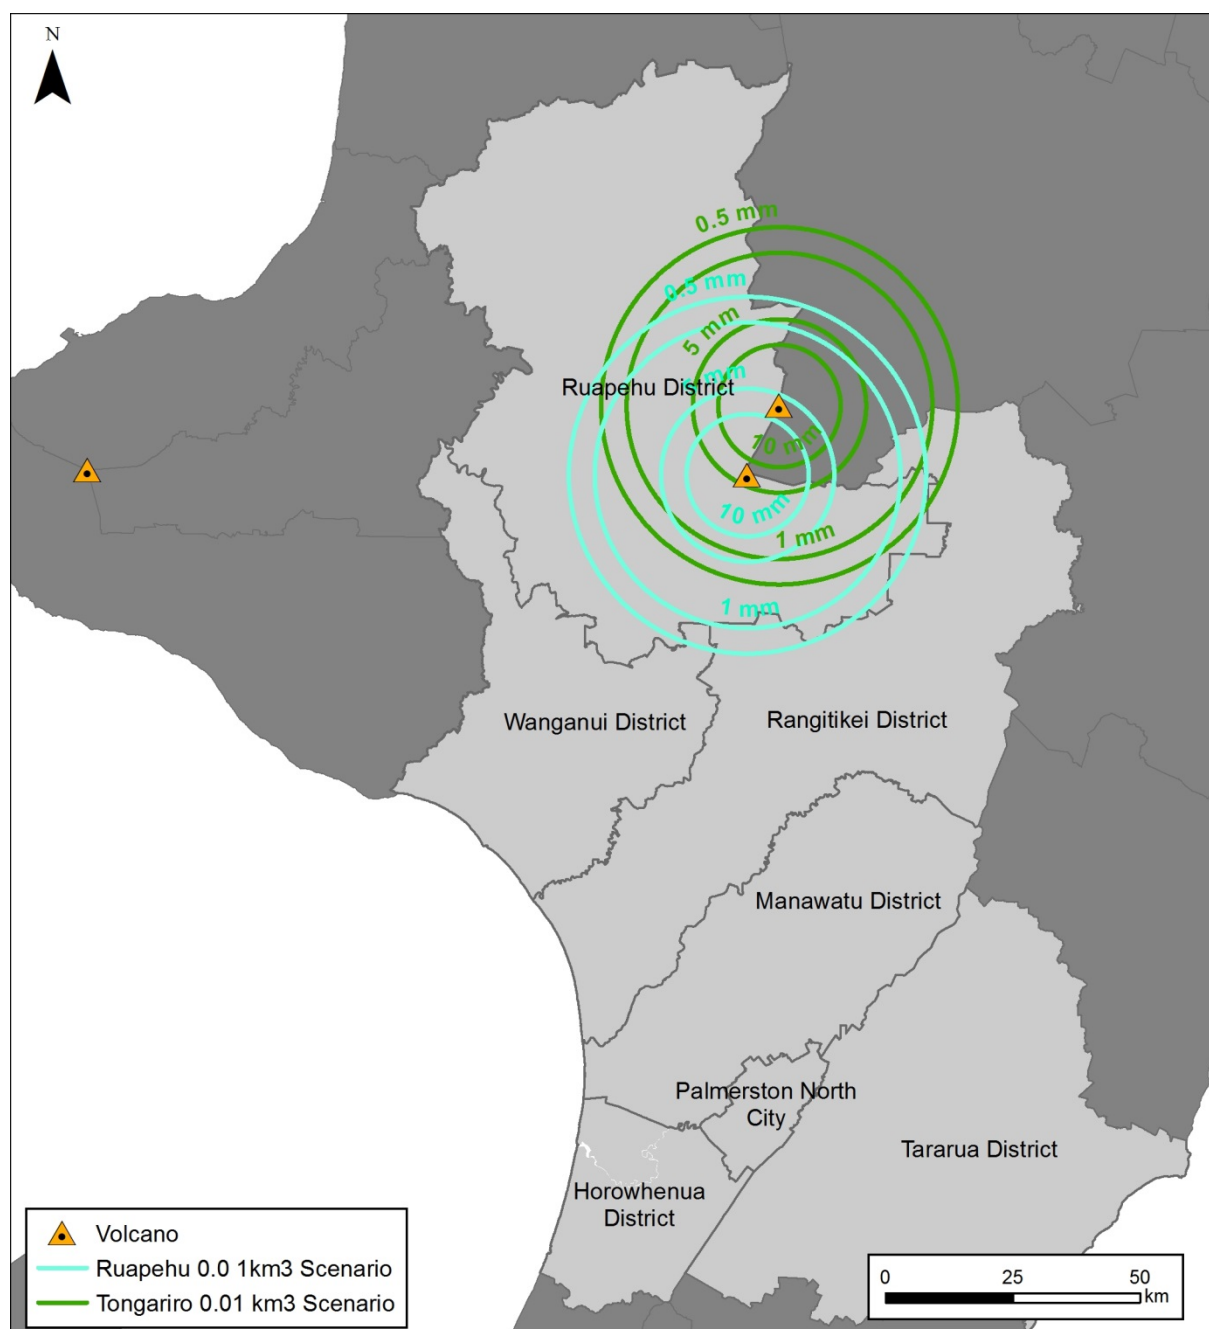 N
0.5 mm
0.5 mm
5 mm
mm
Ruapehu District
10 mm
10 mm
1 mm
1 mm
Wanganui District
Rangitikei District
Manawatu District
Palmerston North
City
Tararua District
Horowhenua
District
Volcano
Ruapehu 0.0 1km3 Scenario
Tongariro 0.01 km3 Scenario
0 25 50
km